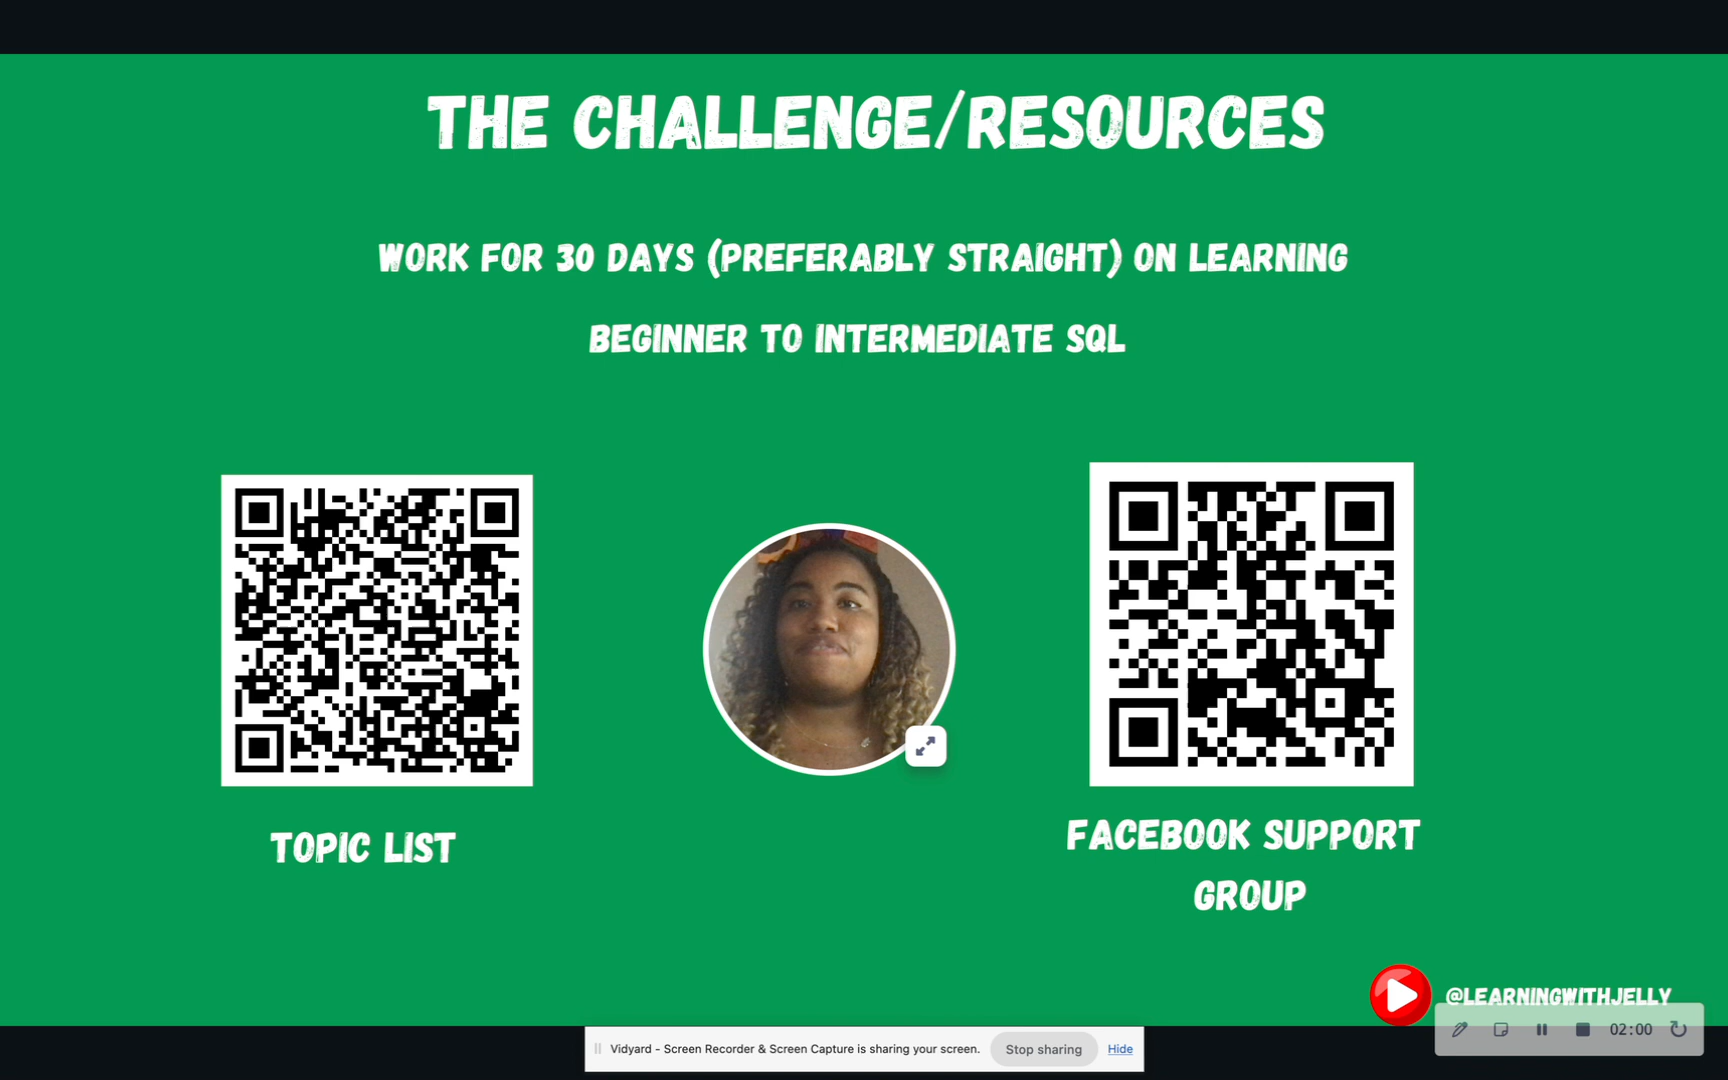 THE CHALLENGE/RESOURCES
WORK FOR 30 DAYS (PREFERABLY STRAIGHT) ON LEARNING
BEGINNER TO INTERMEDIATE SQL
TOPIC LIST
FACEBOOK SUPPORT
GROUP
@LEARNINGWITHJELLY
02:00
Vidyard - Screen Recorder & Screen Capture is sharing your screen.
Stop sharing
Hide